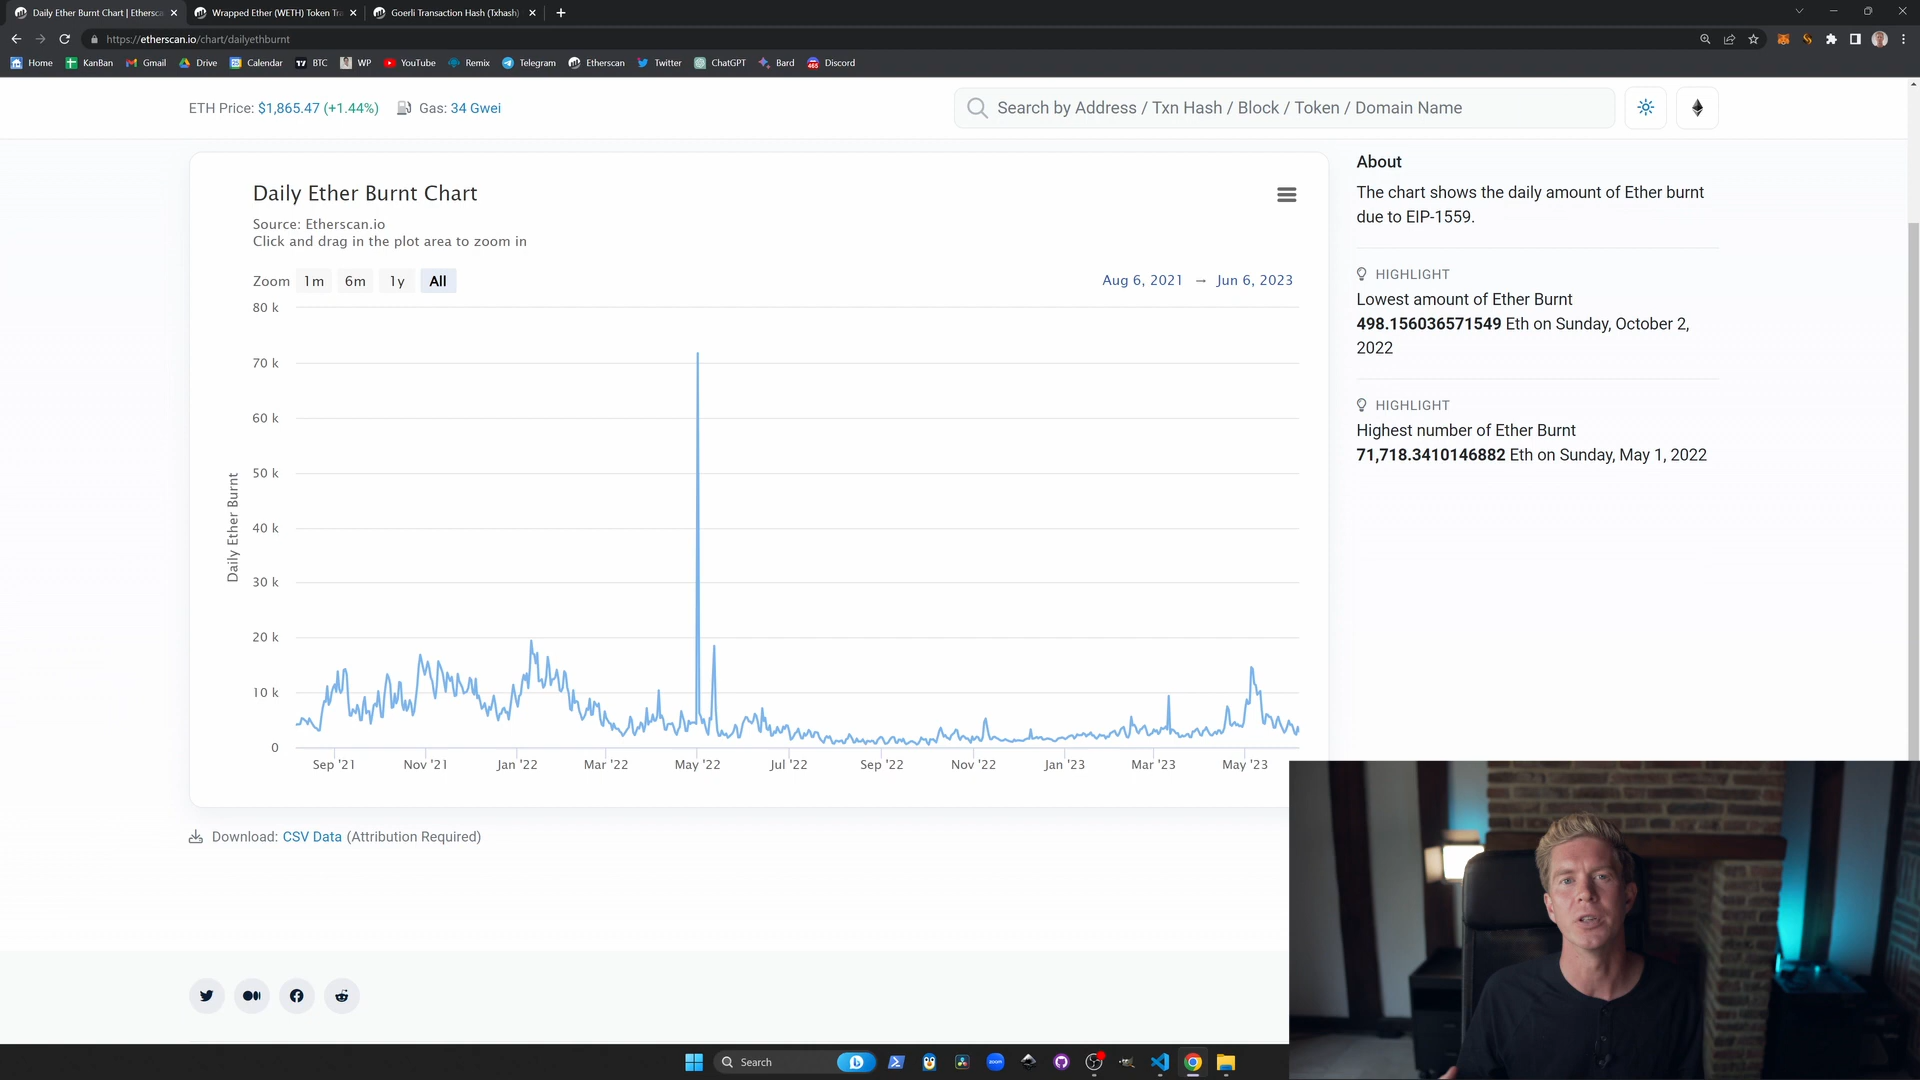 Daily Ether Burnt Chart | Ethersca
Wrapped Ether (WETH) Token Tr
Goerli Transaction Hash (Txhash)
https://etherscan.io/chart/dailyethburnt
Home
KanBan
Gmail
Drive
Calendar
BTC
WP
YouTube
Remix
Telegram
Etherscan
Twitter
ChatGPT
Bard
Discord
ETH Price: $1,865.47 (+1.44%)
Gas: 34 Gwei
Search by Address / Txn Hash / Block / Token / Domain Name
Daily Ether Burnt Chart
Source: Etherscan.io
Click and drag in the plot area to zoom in
Zoom 1m 6m 1y All
Aug 6, 2021 → Jun 6, 2023
80 k
70 k
60 k
50 k
40 k
30 k
20 k
10 k
0
Daily Ether Burnt
Sep '21
Nov '21
Jan '22
Mar '22
May '22
Jul '22
Sep '22
Nov '22
Jan '23
Mar '23
May '23
Download: CSV Data (Attribution Required)
About
The chart shows the daily amount of Ether burnt
due to EIP-1559.
HIGHLIGHT
Lowest amount of Ether Burnt
498.156036571549 Eth on Sunday, October 2,
2022
HIGHLIGHT
Highest number of Ether Burnt
71,718.3410146882 Eth on Sunday, May 1, 2022
Search
zoom